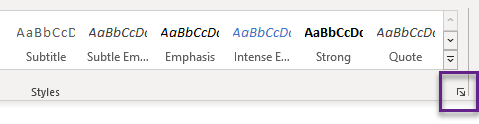 AaBbCcD AaBbCcDc AaBbCcDc AaBbCcDc AaBbCcDc AaBbCcDc
Subtitle Subtle Em... Emphasis Intense E... Strong Quote
Styles